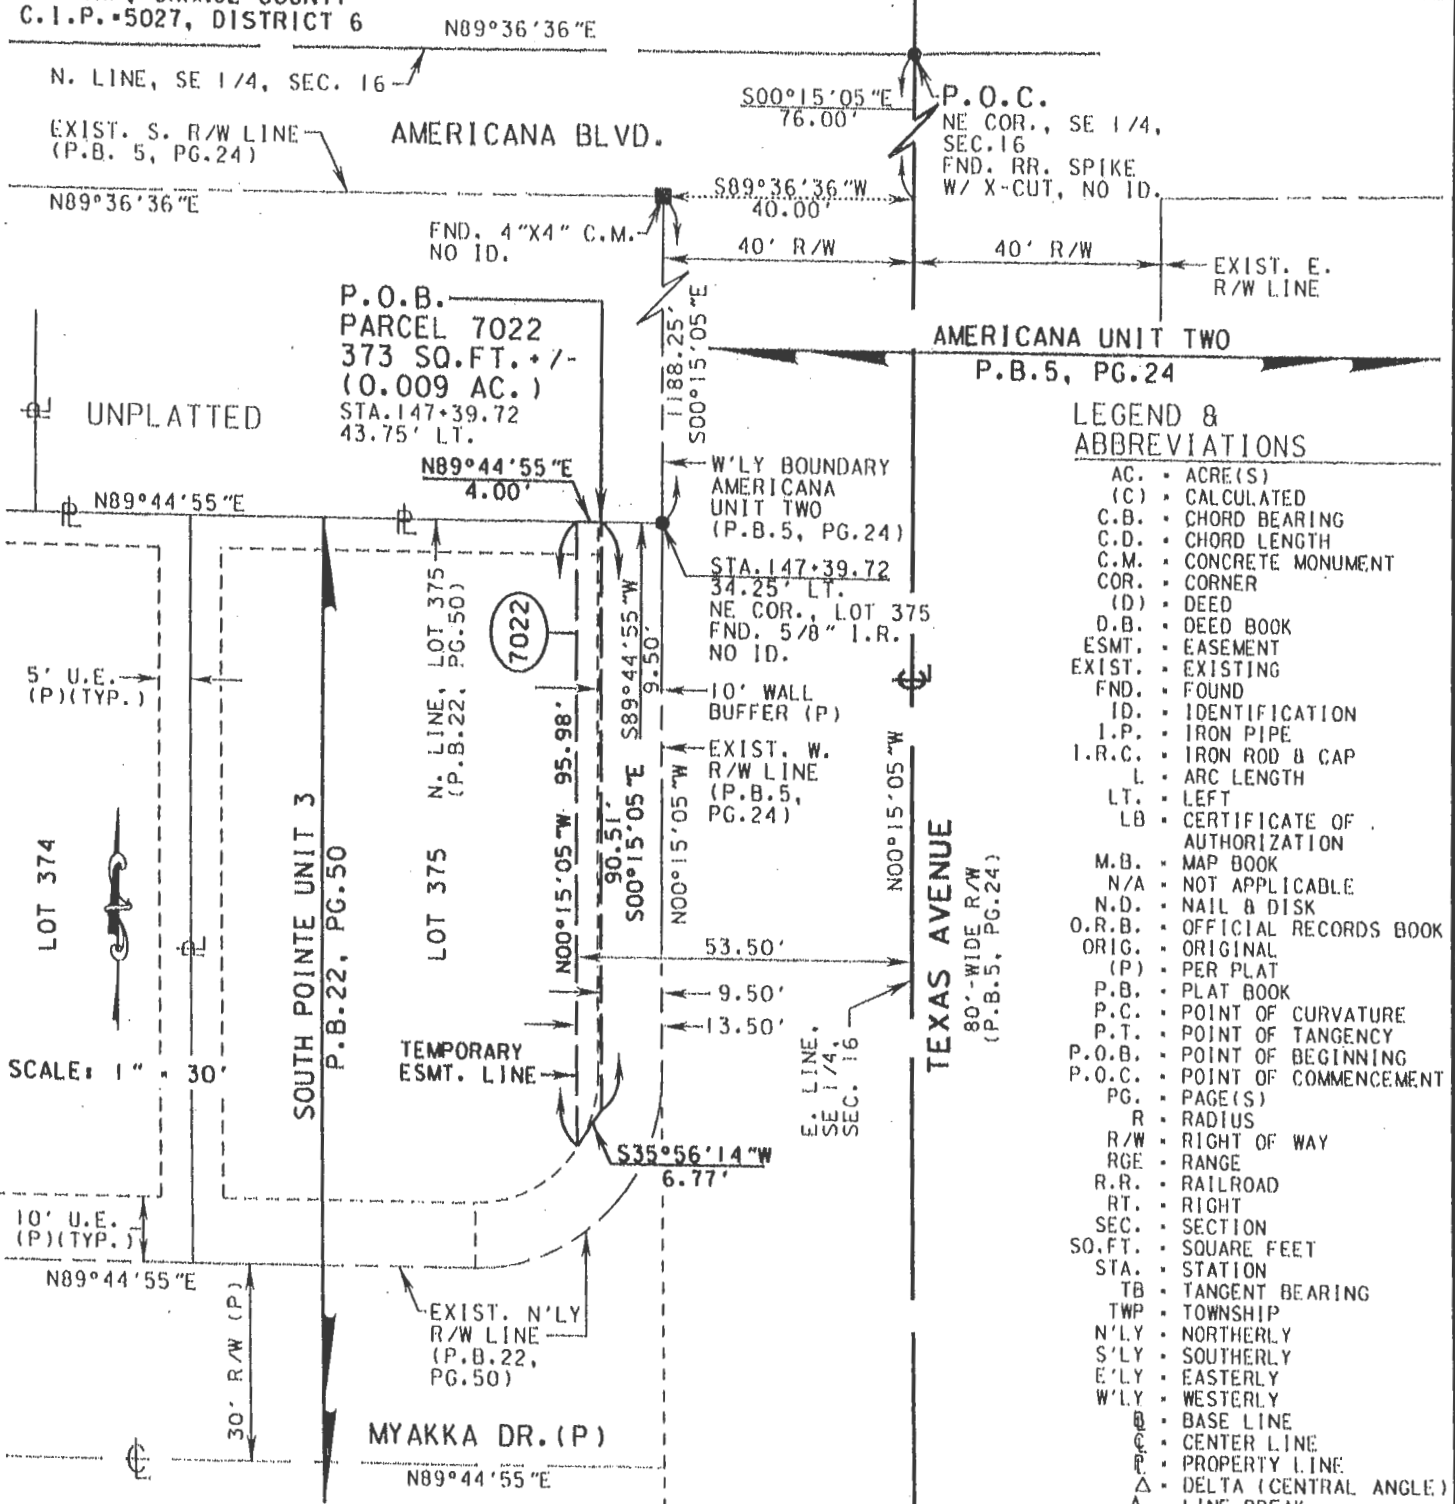 C.I.P.#5027, DISTRICT 6
N89°36'36"E
N. LINE, SE 1/4, SEC. 16
S00°15'05"E
76.00'
P.O.C.
NE COR., SE 1/4,
SEC.16
FND. RR. SPIKE
W/ X-CUT, NO ID.
EXIST. S. R/W LINE
(P.B. 5, PG.24)
AMERICANA BLVD.
N89°36'36"E
S89°36'36"W
40.00'
FND. 4"X4" C.M.
NO ID.
40' R/W
40' R/W
EXIST. E.
R/W LINE
P.O.B.
PARCEL 7022
373 SQ.FT.+/-
(0.009 AC.)
STA.147+39.72
43.75' LT.
1188.25'
S00°15'05"E
AMERICANA UNIT TWO
P.B.5, PG.24
UNPLATTED
N89°44'55"E
4.00'
W'LY BOUNDARY
AMERICANA
UNIT TWO
(P.B.5, PG.24)
N89°44'55"E
STA.147+39.72
34.25' LT.
NE COR., LOT 375
FND. 5/8" I.R.
NO ID.
N. LINE, LOT 375
(P.B.22, PG.50)
7022
S89°44'55"W
9.50'
5' U.E.
(P)(TYP.)
10' WALL
BUFFER (P)
EXIST. W.
R/W LINE
(P.B.5,
PG.24)
LOT 374
SOUTH POINTE UNIT 3
P.B.22, PG.50
LOT 375
N00°15'05"W 95.98'
90.51'
S00°15'05"E
N00°15'05"W
N00°15'05"W
TEXAS AVENUE
80'-WIDE R/W
(P.B.5, PG.24)
53.50'
9.50'
13.50'
E. LINE,
SE 1/4,
SEC. 16
SCALE: 1" = 30'
TEMPORARY
ESMT. LINE
S35°56'14"W
6.77'
10' U.E.
(P)(TYP.)
N89°44'55"E
30' R/W (P)
EXIST. N'LY
R/W LINE
(P.B.22,
PG.50)
MYAKKA DR.(P)
N89°44'55"E
LEGEND &
ABBREVIATIONS
AC. = ACRE(S)
(C) = CALCULATED
C.B. = CHORD BEARING
C.D. = CHORD LENGTH
C.M. = CONCRETE MONUMENT
COR. = CORNER
(D) = DEED
D.B. = DEED BOOK
ESMT. = EASEMENT
EXIST. = EXISTING
FND. = FOUND
ID. = IDENTIFICATION
I.P. = IRON PIPE
I.R.C. = IRON ROD & CAP
L = ARC LENGTH
LT. = LEFT
LB = CERTIFICATE OF
AUTHORIZATION
M.B. = MAP BOOK
N/A = NOT APPLICABLE
N.D. = NAIL & DISK
O.R.B. = OFFICIAL RECORDS BOOK
ORIG. = ORIGINAL
(P) = PER PLAT
P.B. = PLAT BOOK
P.C. = POINT OF CURVATURE
P.T. = POINT OF TANGENCY
P.O.B. = POINT OF BEGINNING
P.O.C. = POINT OF COMMENCEMENT
PG. = PAGE(S)
R = RADIUS
R/W = RIGHT OF WAY
RGE = RANGE
R.R. = RAILROAD
RT. = RIGHT
SEC. = SECTION
SQ.FT. = SQUARE FEET
STA. = STATION
TB = TANGENT BEARING
TWP = TOWNSHIP
N'LY = NORTHERLY
S'LY = SOUTHERLY
E'LY = EASTERLY
W'LY = WESTERLY
= BASE LINE
℄ = CENTER LINE
= PROPERTY LINE
Δ = DELTA (CENTRAL ANGLE)